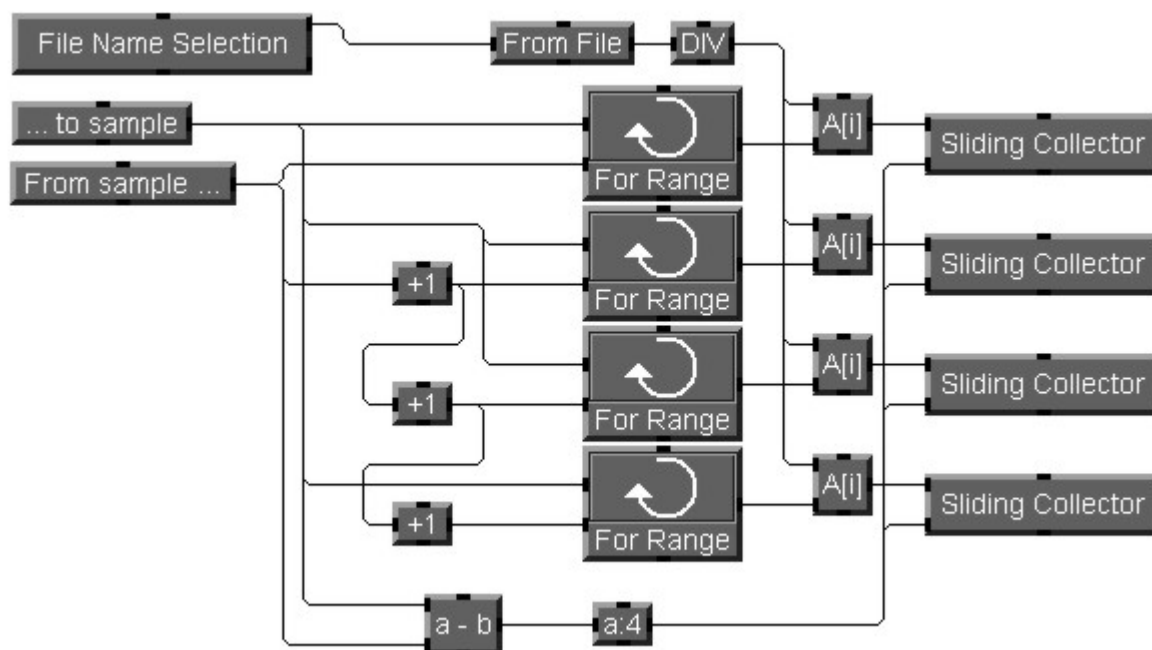 File Name Selection
From File
DIV
... to sample
A[i]
Sliding Collector
From sample ...
For Range
A[i]
Sliding Collector
+1
For Range
A[i]
Sliding Collector
+1
For Range
A[i]
Sliding Collector
+1
For Range
a - b
a:4